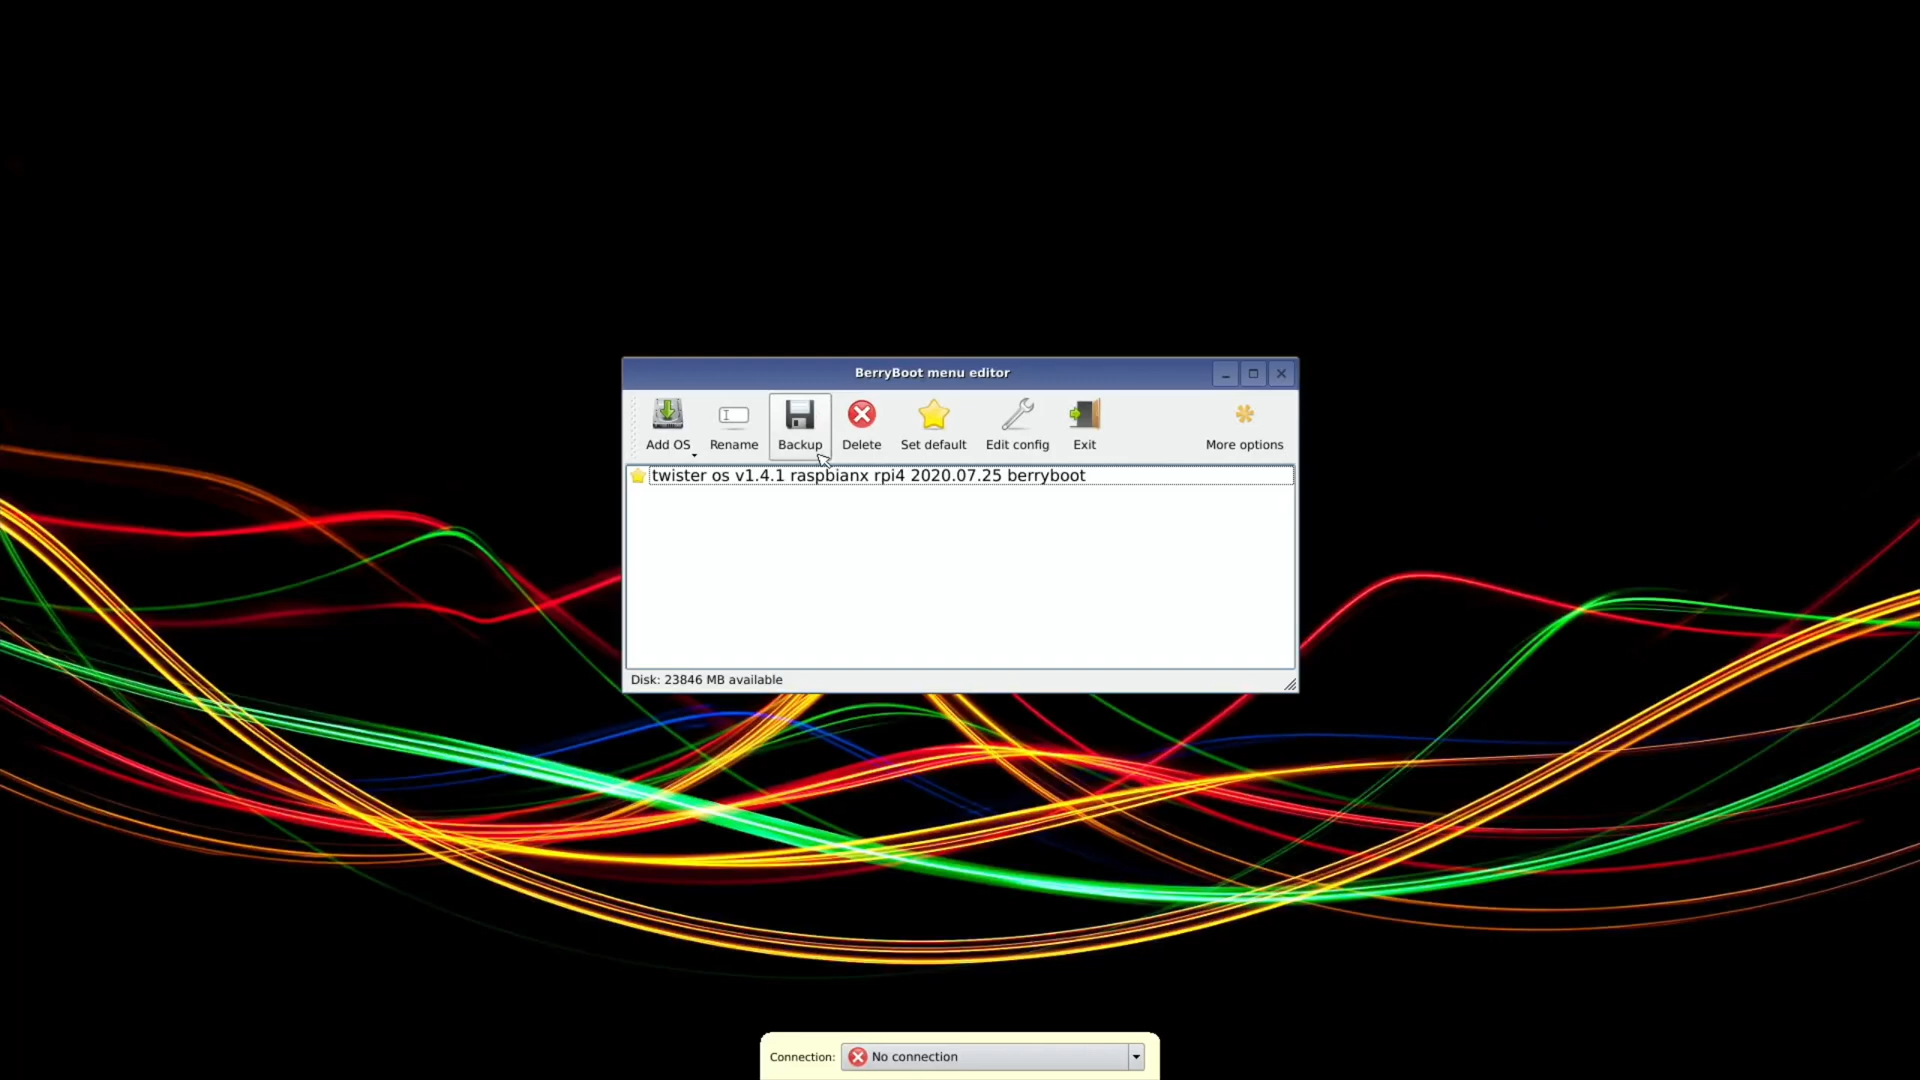 BerryBoot menu editor
Add OS Rename Backup Delete Set default Edit config Exit More options
twister os v1.4.1 raspbianx rpi4 2020.07.25 berryboot
Disk: 23846 MB available
Connection: No connection